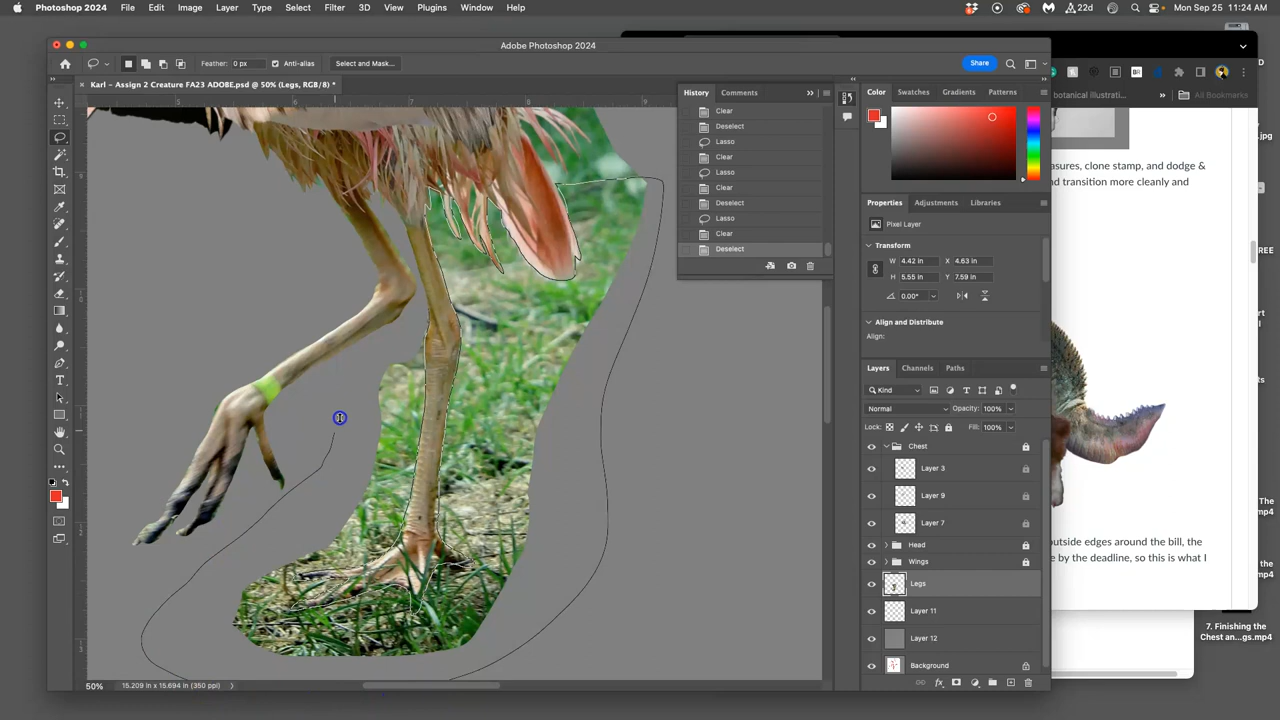 Photoshop 2024 File Edit Image Layer Type Select Filter 3D View Plugins Window Help 22d Mon Sep 25 11:24 AM
Adobe Photoshop 2024
Feather: 0 px Anti-alias Select and Mask... Share
Karl – Assign 2 Creature FA23 ADOBE.psd @ 50% (Legs, RGB/8) *
History Comments
Clear
Deselect
Lasso
Clear
Lasso
Clear
Deselect
Lasso
Clear
Deselect
Color Swatches Gradients Patterns
Properties Adjustments Libraries
Pixel Layer
Transform
W 4.42 in X 4.63 in
H 5.55 in Y 7.59 in
0.00°
Align and Distribute
Align:
Layers Channels Paths
Kind
Normal Opacity: 100%
Lock: Fill: 100%
Chest
Layer 3
Layer 9
Layer 7
Head
Wings
Legs
Layer 11
Layer 12
Background
50% 15.209 in x 15.694 in (350 ppi)
botanical illustrati... All Bookmarks
.jpg
asures, clone stamp, and dodge &
nd transition more cleanly and
REE
The
mp4
outside edges around the bill, the
e by the deadline, so this is what I
7. Finishing the
Chest an...gs.mp4